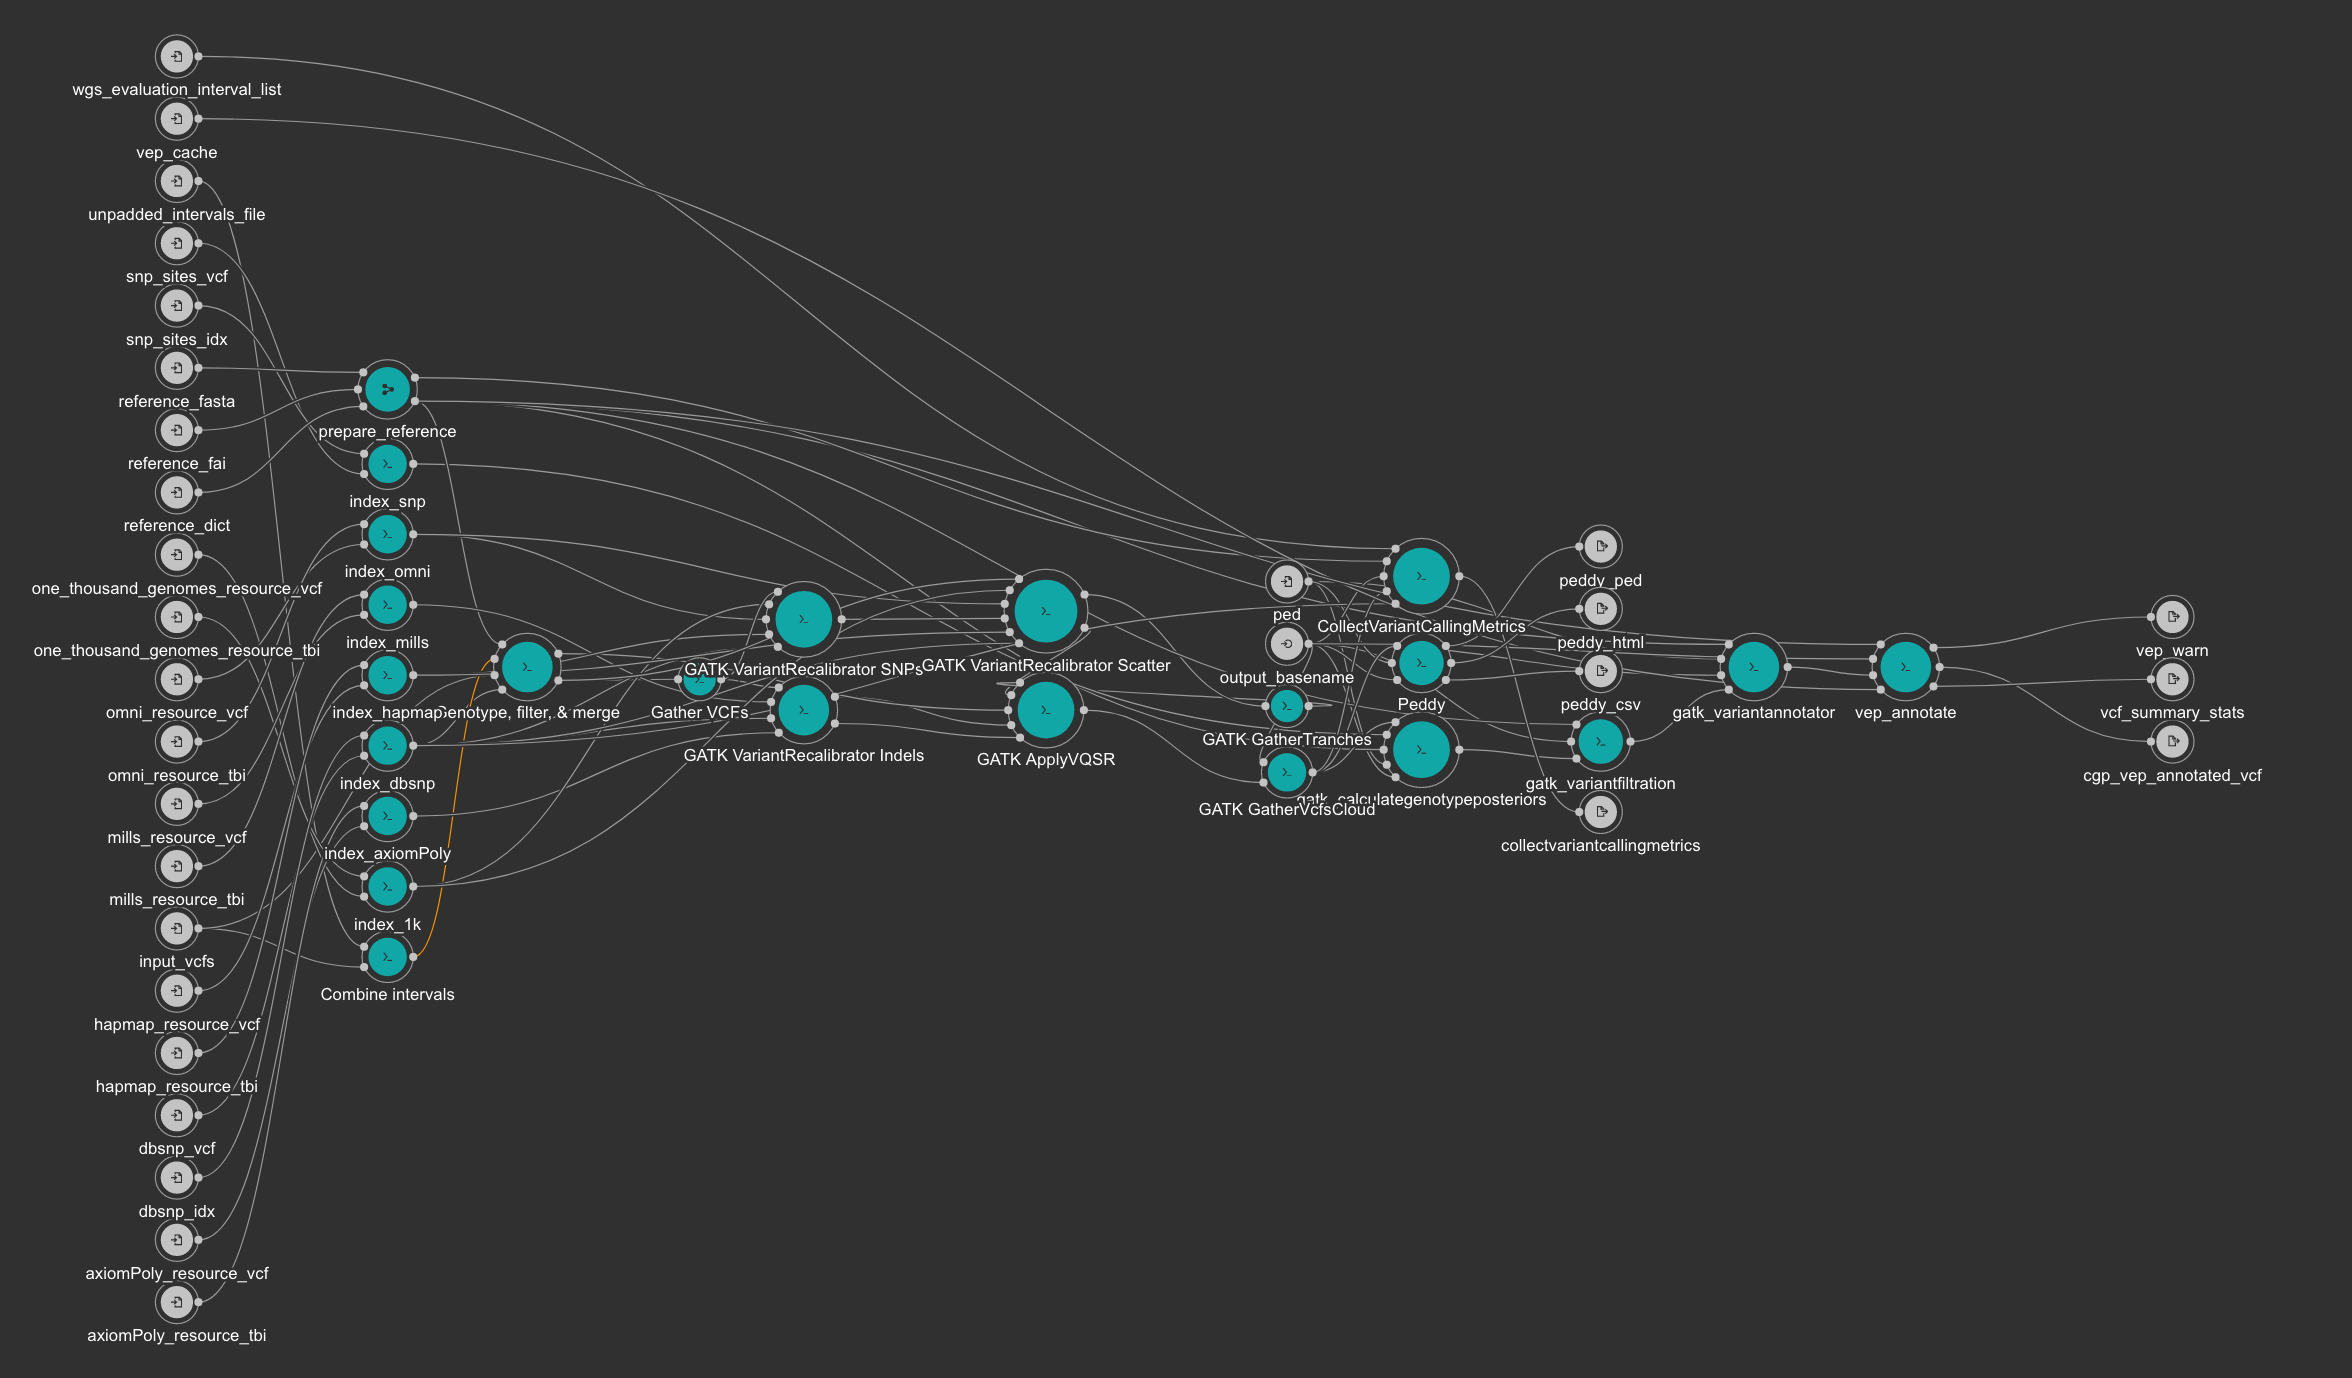 wgs_evaluation_interval_list
vep_cache
unpadded_intervals_file
snp_sites_vcf
snp_sites_idx
reference_fasta
reference_fai
reference_dict
one_thousand_genomes_resource_vcf
one_thousand_genomes_resource_tbi
omni_resource_vcf
omni_resource_tbi
mills_resource_vcf
mills_resource_tbi
input_vcfs
hapmap_resource_vcf
hapmap_resource_tbi
dbsnp_vcf
dbsnp_idx
axiomPoly_resource_vcf
axiomPoly_resource_tbi
prepare_reference
index_snp
index_omni
index_mills
index_hapmap
index_dbsnp
index_axiomPoly
index_1k
Combine intervals
Genotype, filter, & merge
Gather VCFs
GATK VariantRecalibrator SNPs
GATK VariantRecalibrator Indels
GATK VariantRecalibrator Scatter
GATK ApplyVQSR
ped
output_basename
GATK GatherTranches
GATK GatherVcfsCloud
CollectVariantCallingMetrics
Peddy
gatk_calculategenotypeposteriors
peddy_ped
peddy_html
peddy_csv
gatk_variantfiltration
collectvariantcallingmetrics
gatk_variantannotator
vep_annotate
vep_warn
vcf_summary_stats
cgp_vep_annotated_vcf